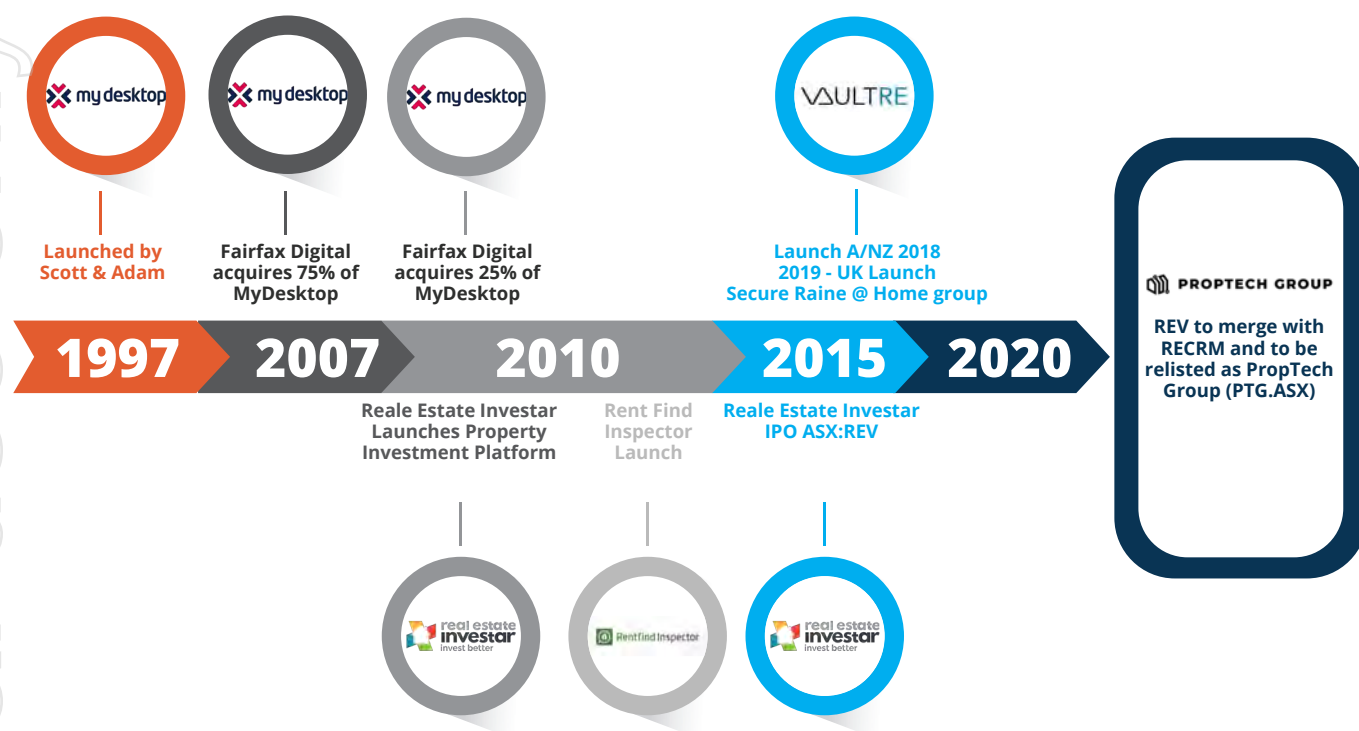 my desktop
my desktop
my desktop
VAULTRE
Launched by
Scott & Adam
Fairfax Digital
acquires 75% of
MyDesktop
Fairfax Digital
acquires 25% of
MyDesktop
Launch A/NZ 2018
2019 - UK Launch
Secure Raine @ Home group
1997
2007
2010
2015
2020
PROPTECH GROUP
REV to merge with
RECRM and to be
relisted as PropTech
Group (PTG.ASX)
Reale Estate Investar
Launches Property
Investment Platform
Rent Find
Inspector
Launch
Reale Estate Investar
IPO ASX:REV
real estate
investar
invest better
Rentfind Inspector
real estate
investar
invest better